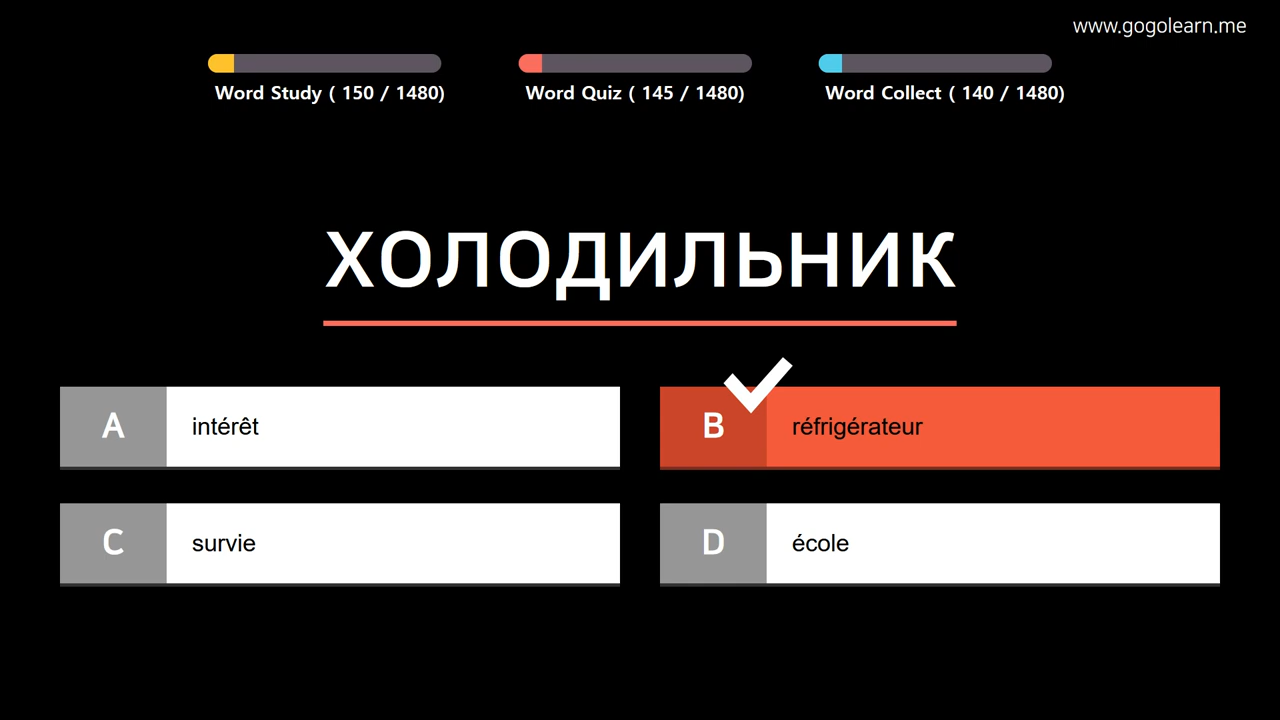 www.gogolearn.me
Word Study ( 150 / 1480)
Word Quiz ( 145 / 1480)
Word Collect ( 140 / 1480)
ХОЛОДИЛЬНИК
A intérêt
B réfrigérateur
C survie
D école